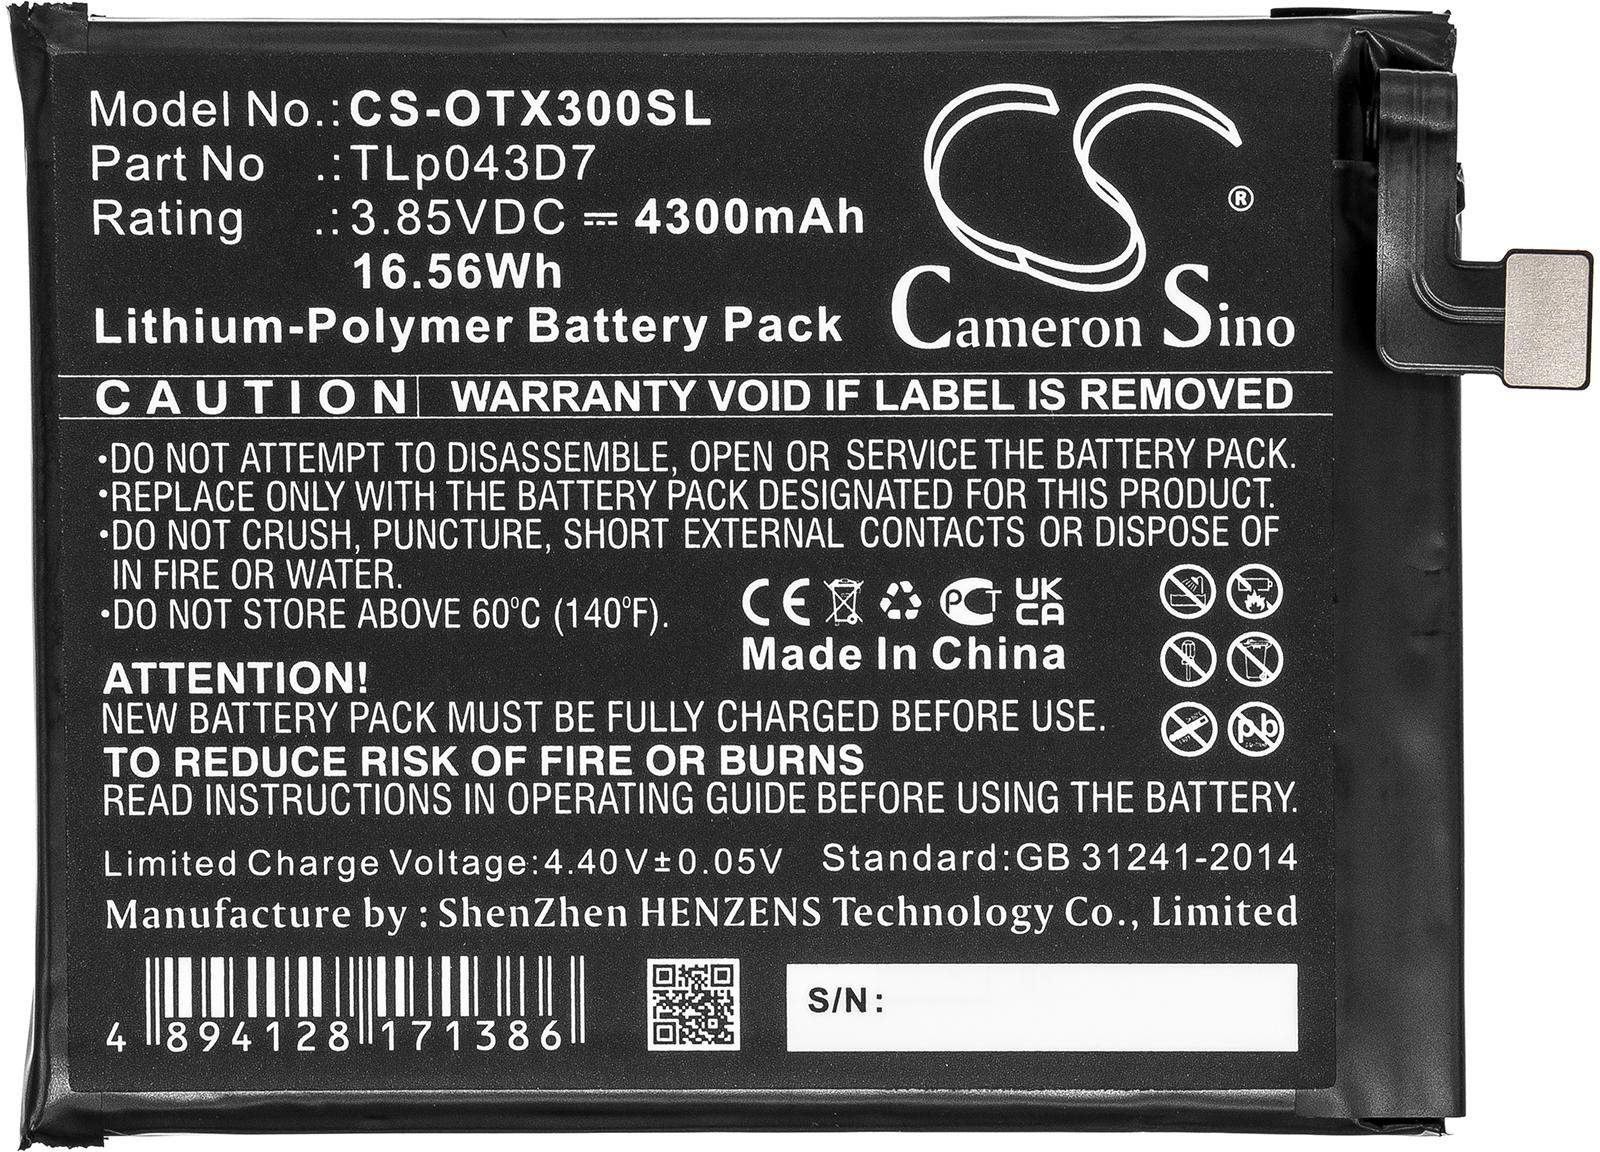 Model No.: CS-OTX300SL
Part No .: TLp043D7
Rating .: 3.85VDC ⎓ 4300mAh
16.56Wh
Lithium-Polymer Battery Pack
Cameron Sino
®
CAUTION WARRANTY VOID IF LABEL IS REMOVED
•DO NOT ATTEMPT TO DISASSEMBLE, OPEN OR SERVICE THE BATTERY PACK.
•REPLACE ONLY WITH THE BATTERY PACK DESIGNATED FOR THIS PRODUCT.
•DO NOT CRUSH, PUNCTURE, SHORT EXTERNAL CONTACTS OR DISPOSE OF
IN FIRE OR WATER.
•DO NOT STORE ABOVE 60°C (140°F).
CE PCT UK
CA
Made In China
Pb
ATTENTION!
NEW BATTERY PACK MUST BE FULLY CHARGED BEFORE USE.
TO REDUCE RISK OF FIRE OR BURNS
READ INSTRUCTIONS IN OPERATING GUIDE BEFORE USING THE BATTERY.
Limited Charge Voltage:4.40V±0.05V Standard:GB 31241-2014
Manufacture by : ShenZhen HENZENS Technology Co., Limited
4 894128 171386
S/N: